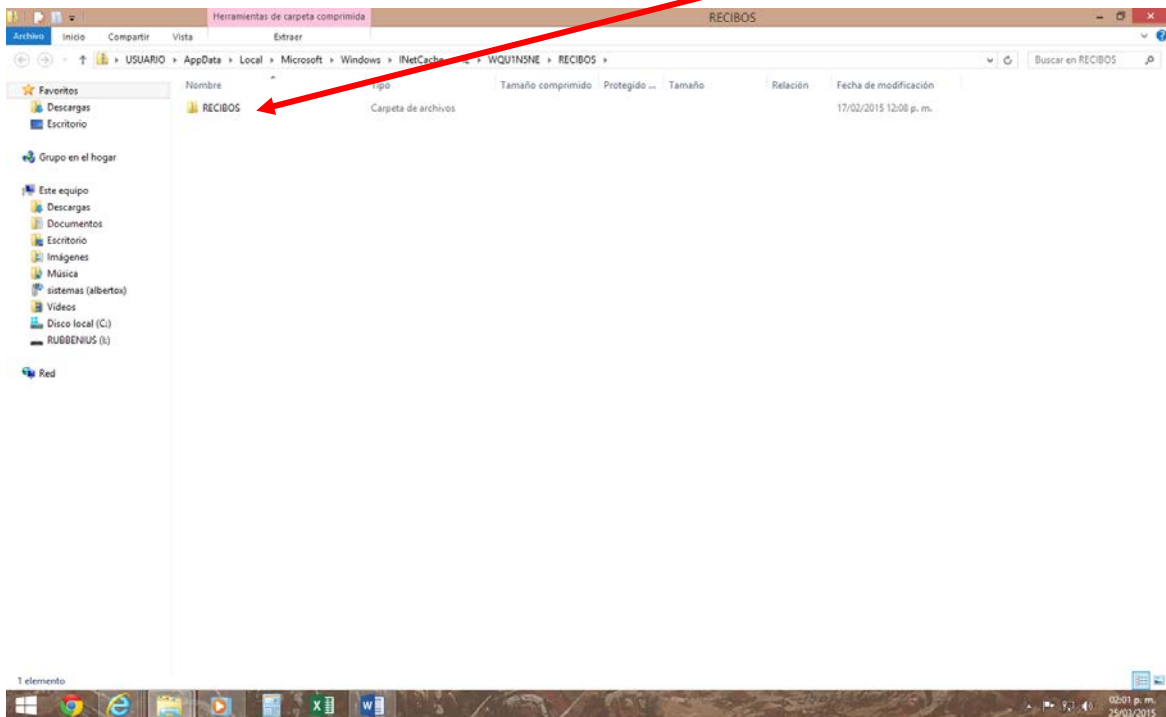 Herramientas de carpeta comprimida
RECIBOS
Archivo Inicio Compartir Vista Extraer
USUARIO AppData Local Microsoft Windows INetCache WQU1N5NE RECIBOS
Buscar en RECIBOS
Nombre Tipo Tamaño comprimido Protegido ... Tamaño Relación Fecha de modificación
RECIBOS Carpeta de archivos 17/02/2015 12:08 p. m.
Favoritos
Descargas
Escritorio
Grupo en el hogar
Este equipo
Descargas
Documentos
Escritorio
Imágenes
Música
sistemas (albertox)
Vídeos
Disco local (C:)
RUBBENIUS (I:)
Red
1 elemento
02:01 p. m.
25/03/2015